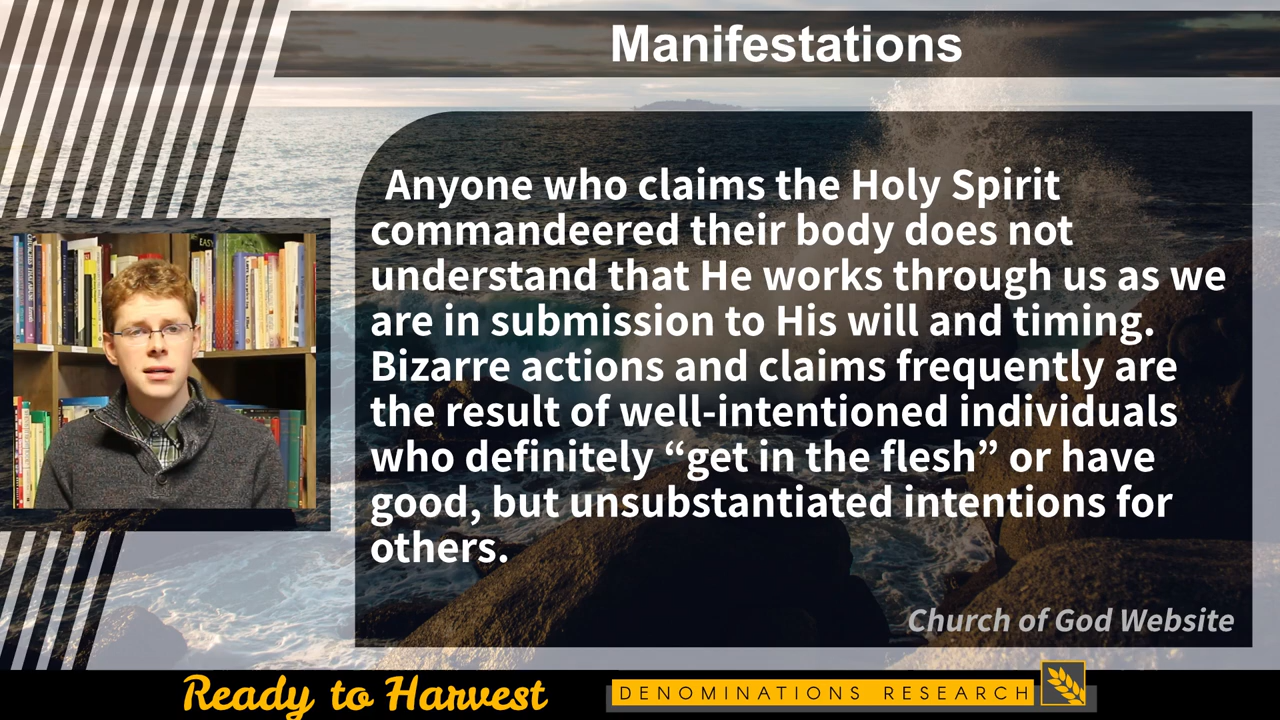 Manifestations
Anyone who claims the Holy Spirit
commandeered their body does not
understand that He works through us as we
are in submission to His will and timing.
Bizarre actions and claims frequently are
the result of well-intentioned individuals
who definitely “get in the flesh” or have
good, but unsubstantiated intentions for
others.
Church of God Website
Ready to Harvest
DENOMINATIONS RESEARCH